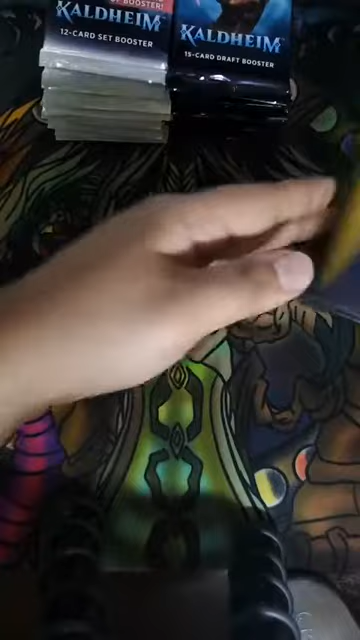 BOOSTER!
KALDHEIM
12-CARD SET BOOSTER
KALDHEIM
15-CARD DRAFT BOOSTER